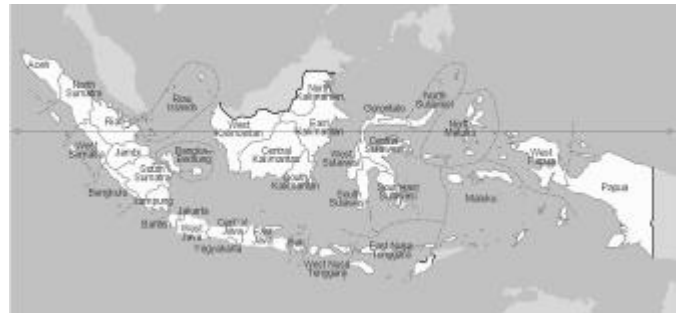 Aceh
North
Sumatra
Riau
Riau
Islands
West
Sumatra
Jambi
Bangka-
Belitung
South
Sumatra
Bengkulu
Lampung
Jakarta
Banten
West
Java
Central
Java
Yogyakarta
East
Java
Bali
West Nusa
Tenggara
East Nusa
Tenggara
West
Kalimantan
Central
Kalimantan
South
Kalimantan
East
Kalimantan
North
Kalimantan
Gorontalo
North
Sulawesi
West
Sulawesi
Central
Sulawesi
South
Sulawesi
Southeast
Sulawesi
North
Maluku
Maluku
West
Papua
Papua